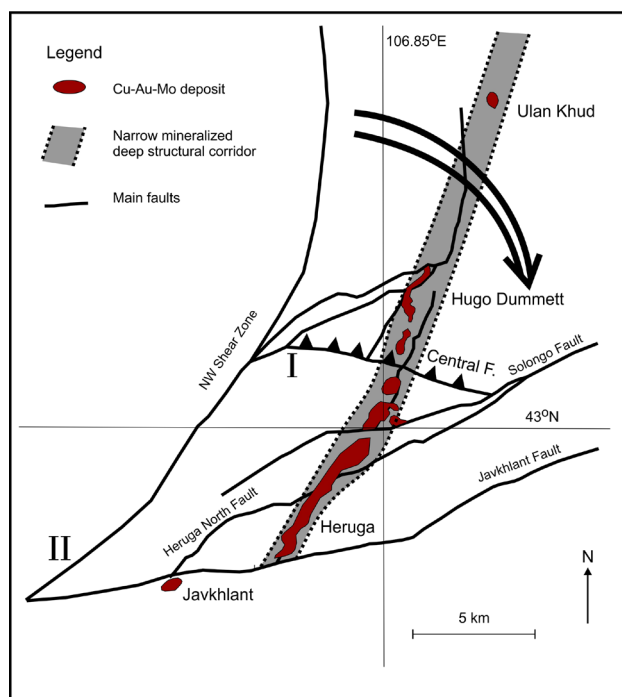 106.85°E
Legend
Cu-Au-Mo deposit
Narrow mineralized
deep structural corridor
Main faults
Ulan Khud
Hugo Dummett
NW Shear Zone
I
Central F.
Solongo Fault
43°N
Javkhlant Fault
Heruga North Fault
Heruga
II
Javkhlant
N
5 km